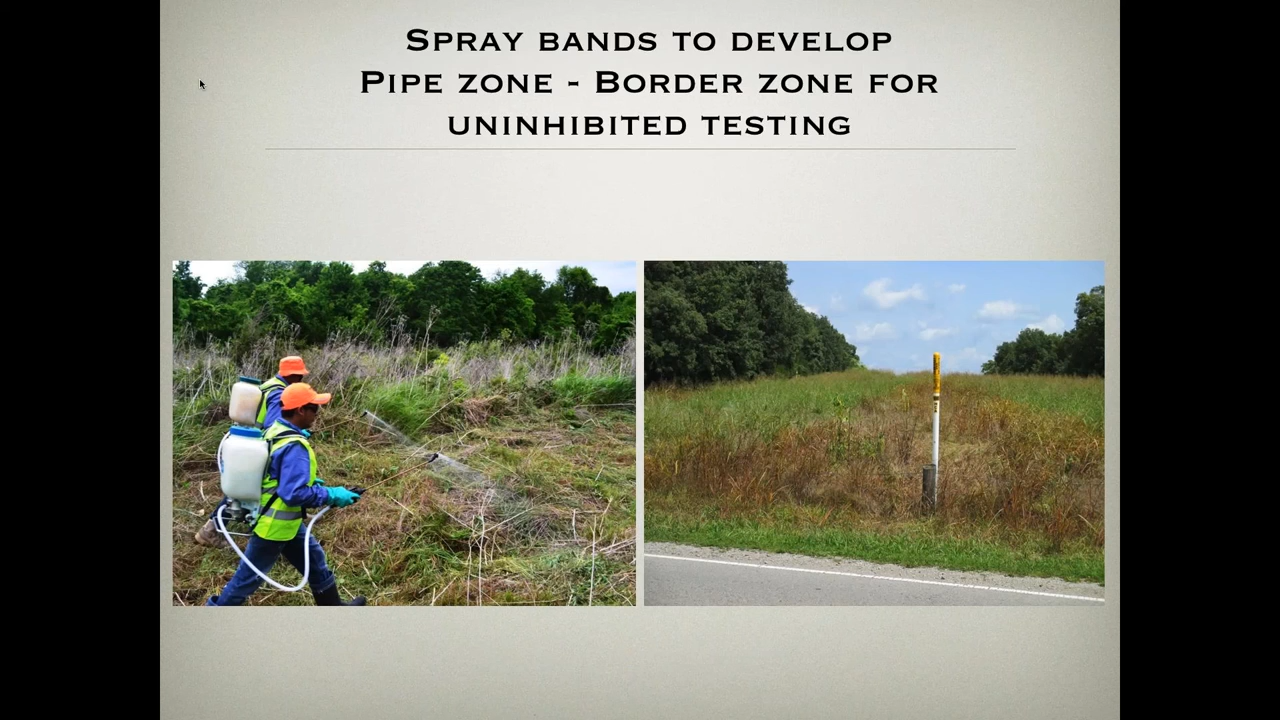 Spray bands to develop
Pipe zone - Border zone for
uninhibited testing